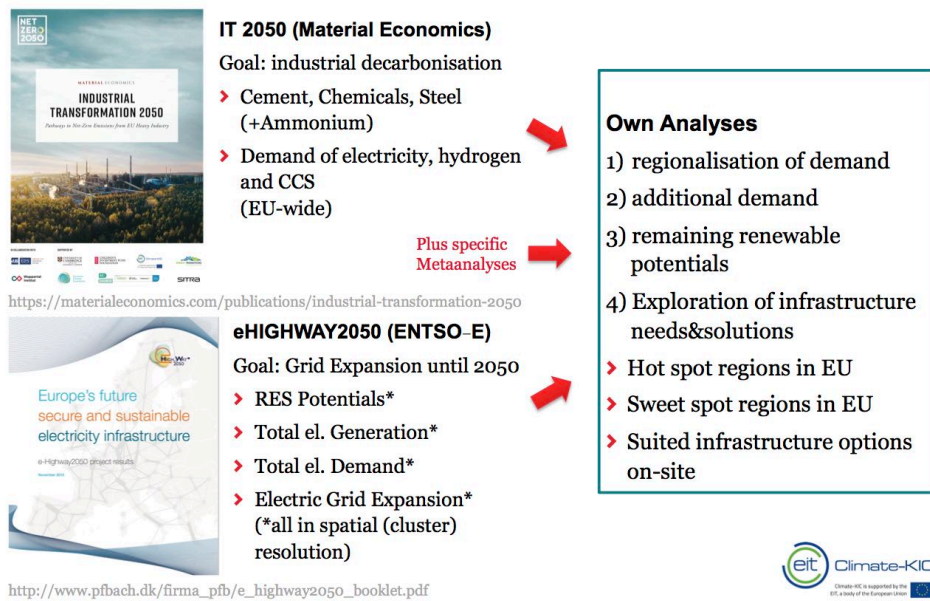 NET
ZERO
2050
MATERIAL ECONOMICS
INDUSTRIAL
TRANSFORMATION 2050
Pathways to Net-Zero Emissions from EU Heavy Industry
SITRA
https://materialeconomics.com/publications/industrial-transformation-2050
IT 2050 (Material Economics)
Goal: industrial decarbonisation
Cement, Chemicals, Steel
(+Ammonium)
Demand of electricity, hydrogen
and CCS
(EU-wide)
Plus specific
Metaanalyses
Europe's future
secure and sustainable
electricity infrastructure
e-Highway2050 project results
http://www.pfbach.dk/firma_pfb/e_highway2050_booklet.pdf
eHIGHWAY2050 (ENTSO-E)
Goal: Grid Expansion until 2050
RES Potentials*
Total el. Generation*
Total el. Demand*
Electric Grid Expansion*
(*all in spatial (cluster)
resolution)
Own Analyses
1) regionalisation of demand
2) additional demand
3) remaining renewable
potentials
4) Exploration of infrastructure
needs&solutions
Hot spot regions in EU
Sweet spot regions in EU
Suited infrastructure options
on-site
eit Climate-KIC
Climate-KIC is supported by the
EIT, a body of the European Union